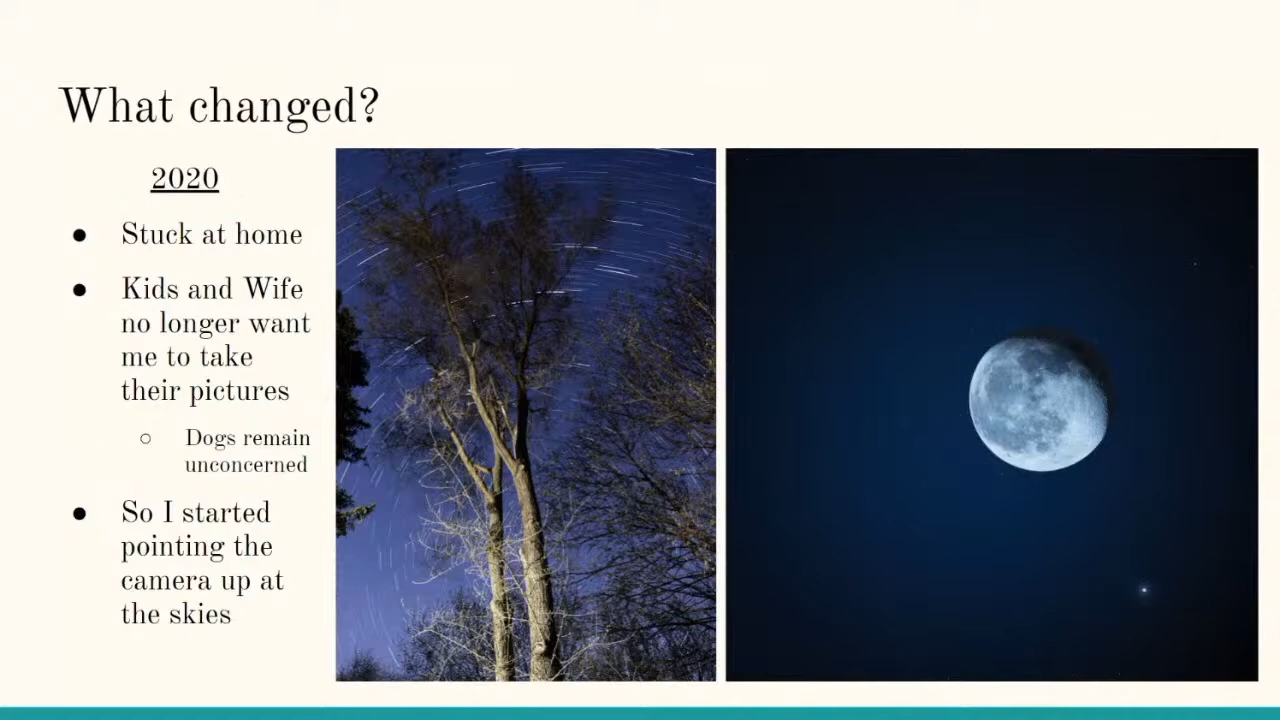 What changed?
2020
● Stuck at home
● Kids and Wife
no longer want
me to take
their pictures
○ Dogs remain
unconcerned
● So I started
pointing the
camera up at
the skies